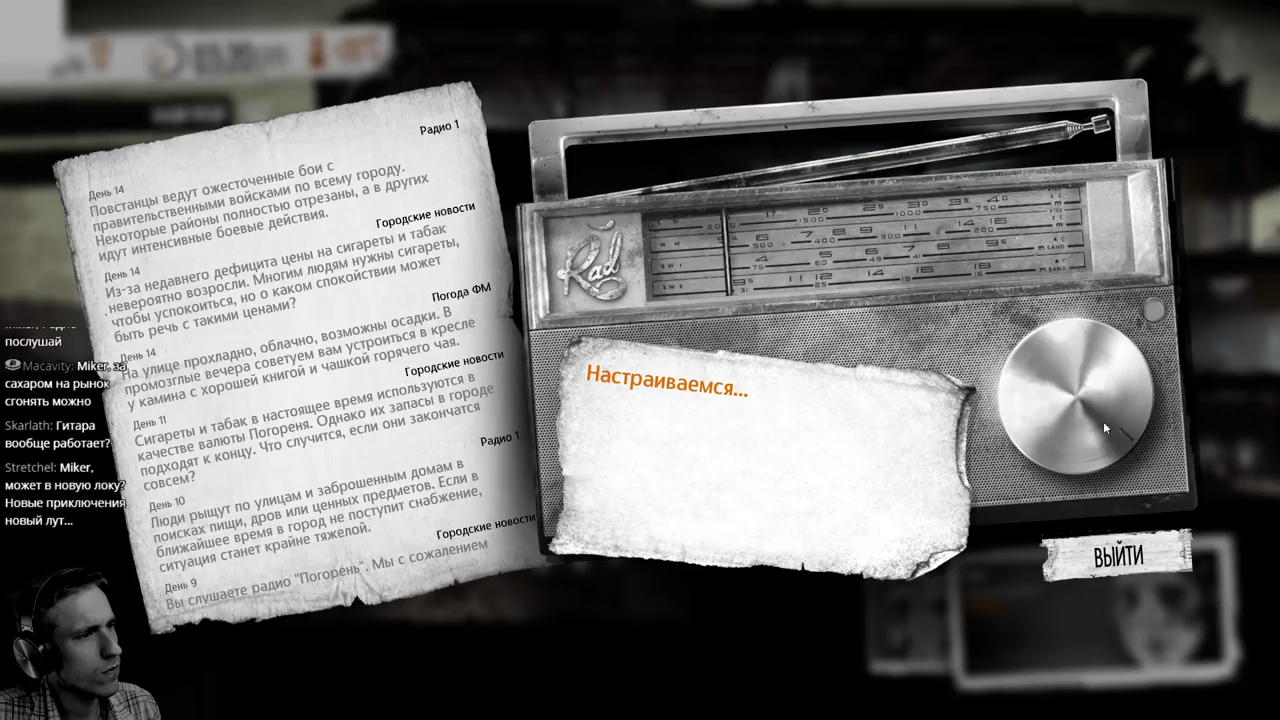 Радио 1
День 14
Повстанцы ведут ожесточенные бои с
правительственными войсками по всему городу.
Некоторые районы полностью отрезаны, а в других
идут интенсивные боевые действия.
Городские новости
День 14
Из-за недавнего дефицита цены на сигареты и табак
невероятно возросли. Многим людям нужны сигареты,
чтобы успокоиться, но о каком спокойствии может
быть речь с такими ценами?
Погода ФМ
День 14
На улице прохладно, облачно, возможны осадки. В
промозглые вечера советуем вам устроиться в кресле
у камина с хорошей книгой и чашкой горячего чая.
Городские новости
День 11
Сигареты и табак в настоящее время используются в
качестве валюты Погореня. Однако их запасы в городе
подходят к концу. Что случится, если они закончатся
совсем?
Радио 1
День 10
Люди рыщут по улицам и заброшенным домам в
поисках пищи, дров или ценных предметов. Если в
ближайшее время в город не поступит снабжение,
ситуация станет крайне тяжелой.
Городские новости
День 9
Вы слушаете радио "Погорень". Мы с сожалением
послушай
Macavity: Miker, за
сахаром на рынок
сгонять можно
Skarlath: Гитара
вообще работает?
Stretchel: Miker,
может в новую локу?
Новые приключения
новый лут...
Rad
Настраиваемся...
ВЫЙТИ